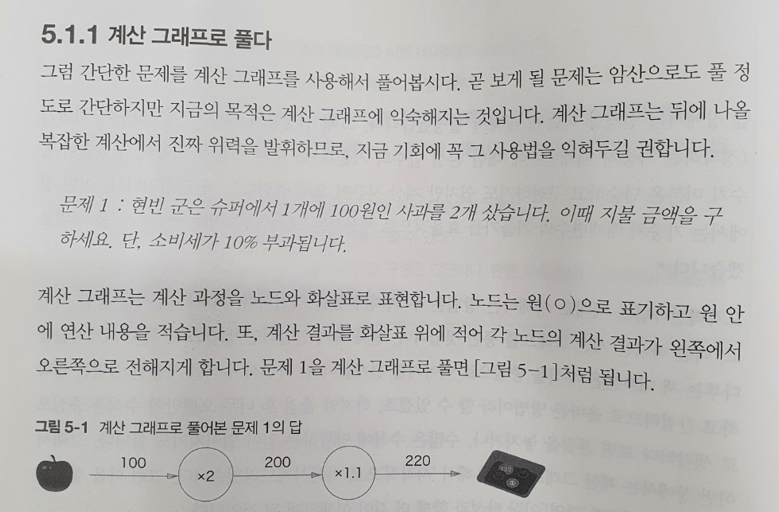 5.1.1 계산 그래프로 풀다
그럼 간단한 문제를 계산 그래프를 사용해서 풀어봅시다. 곧 보게 될 문제는 암산으로도 풀 정
도로 간단하지만 지금의 목적은 계산 그래프에 익숙해지는 것입니다. 계산 그래프는 뒤에 나올
복잡한 계산에서 진짜 위력을 발휘하므로, 지금 기회에 꼭 그 사용법을 익혀두길 권합니다.
문제 1 : 현빈 군은 슈퍼에서 1개에 100원인 사과를 2개 샀습니다. 이때 지불 금액을 구
하세요. 단, 소비세가 10% 부과됩니다.
계산 그래프는 계산 과정을 노드와 화살표로 표현합니다. 노드는 원(○)으로 표기하고 원 안
에 연산 내용을 적습니다. 또, 계산 결과를 화살표 위에 적어 각 노드의 계산 결과가 왼쪽에서
오른쪽으로 전해지게 합니다. 문제 1을 계산 그래프로 풀면 [그림 5-1]처럼 됩니다.
그림 5-1 계산 그래프로 풀어본 문제 1의 답
100 ×2 200 ×1.1 220